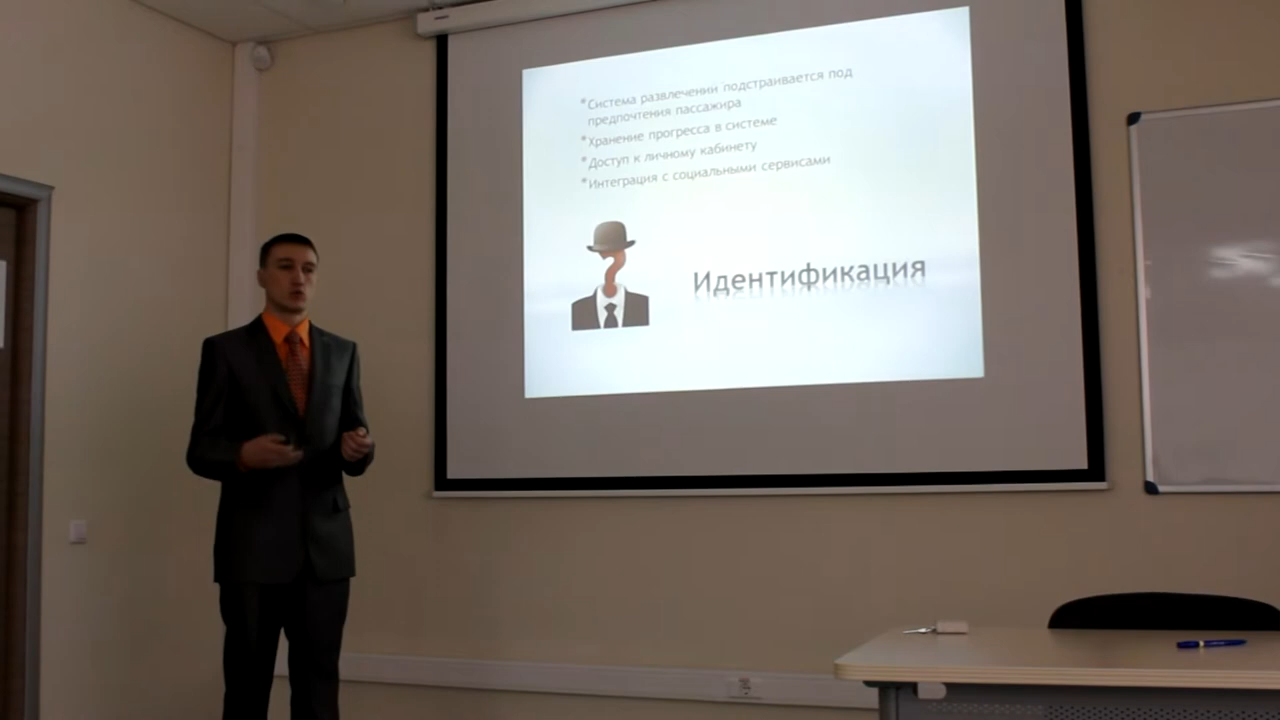 *Система развлечений подстраивается под
предпочтения пассажира
*Хранение прогресса в системе
*Доступ к личному кабинету
*Интеграция с социальными сервисами
Идентификация